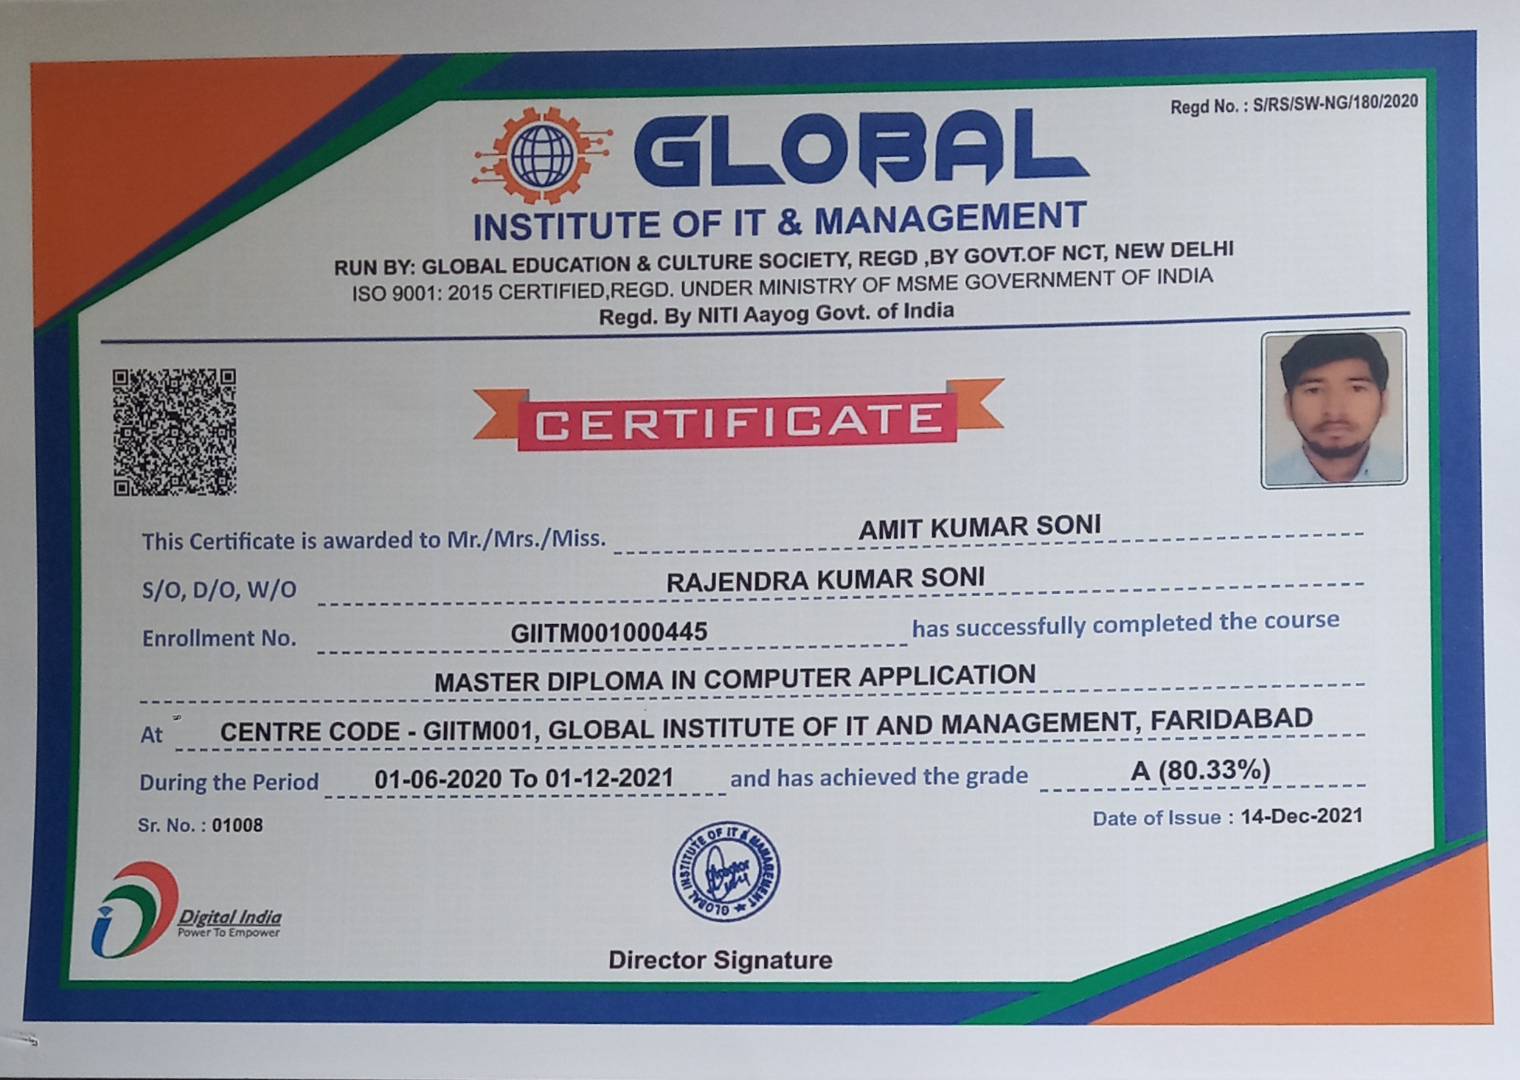 Regd No. : S/RS/SW-NG/180/2020
GLOBAL
INSTITUTE OF IT & MANAGEMENT
RUN BY: GLOBAL EDUCATION & CULTURE SOCIETY, REGD ,BY GOVT.OF NCT, NEW DELHI
ISO 9001: 2015 CERTIFIED,REGD. UNDER MINISTRY OF MSME GOVERNMENT OF INDIA
Regd. By NITI Aayog Govt. of India
CERTIFICATE
This Certificate is awarded to Mr./Mrs./Miss. AMIT KUMAR SONI
S/O, D/O, W/O RAJENDRA KUMAR SONI
Enrollment No. GIITM001000445 has successfully completed the course
MASTER DIPLOMA IN COMPUTER APPLICATION
At CENTRE CODE - GIITM001, GLOBAL INSTITUTE OF IT AND MANAGEMENT, FARIDABAD
During the Period 01-06-2020 To 01-12-2021 and has achieved the grade A (80.33%)
Sr. No. : 01008
Date of Issue : 14-Dec-2021
GLOBAL INSTITUTE OF IT & MANAGEMENT
Digital India
Power To Empower
Director Signature